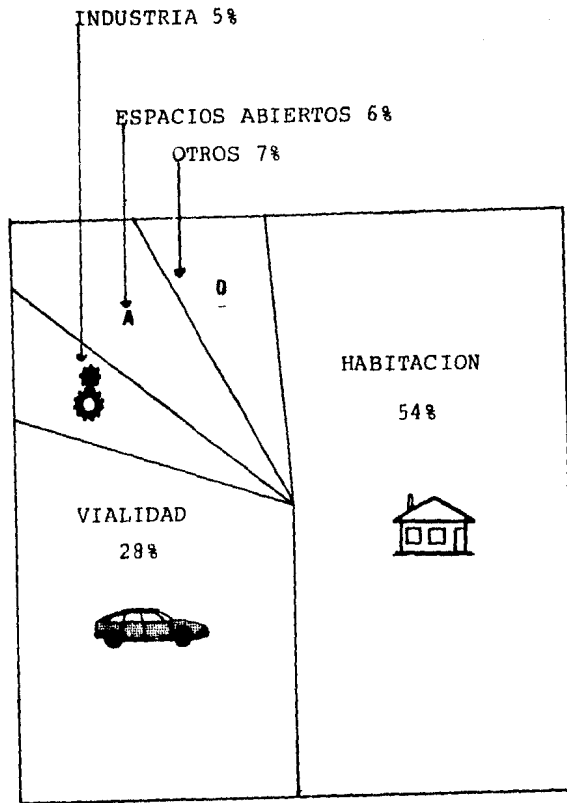 INDUSTRIA 5%
ESPACIOS ABIERTOS 6%
OTROS 7%
O
A
HABITACION
54%
VIALIDAD
28%